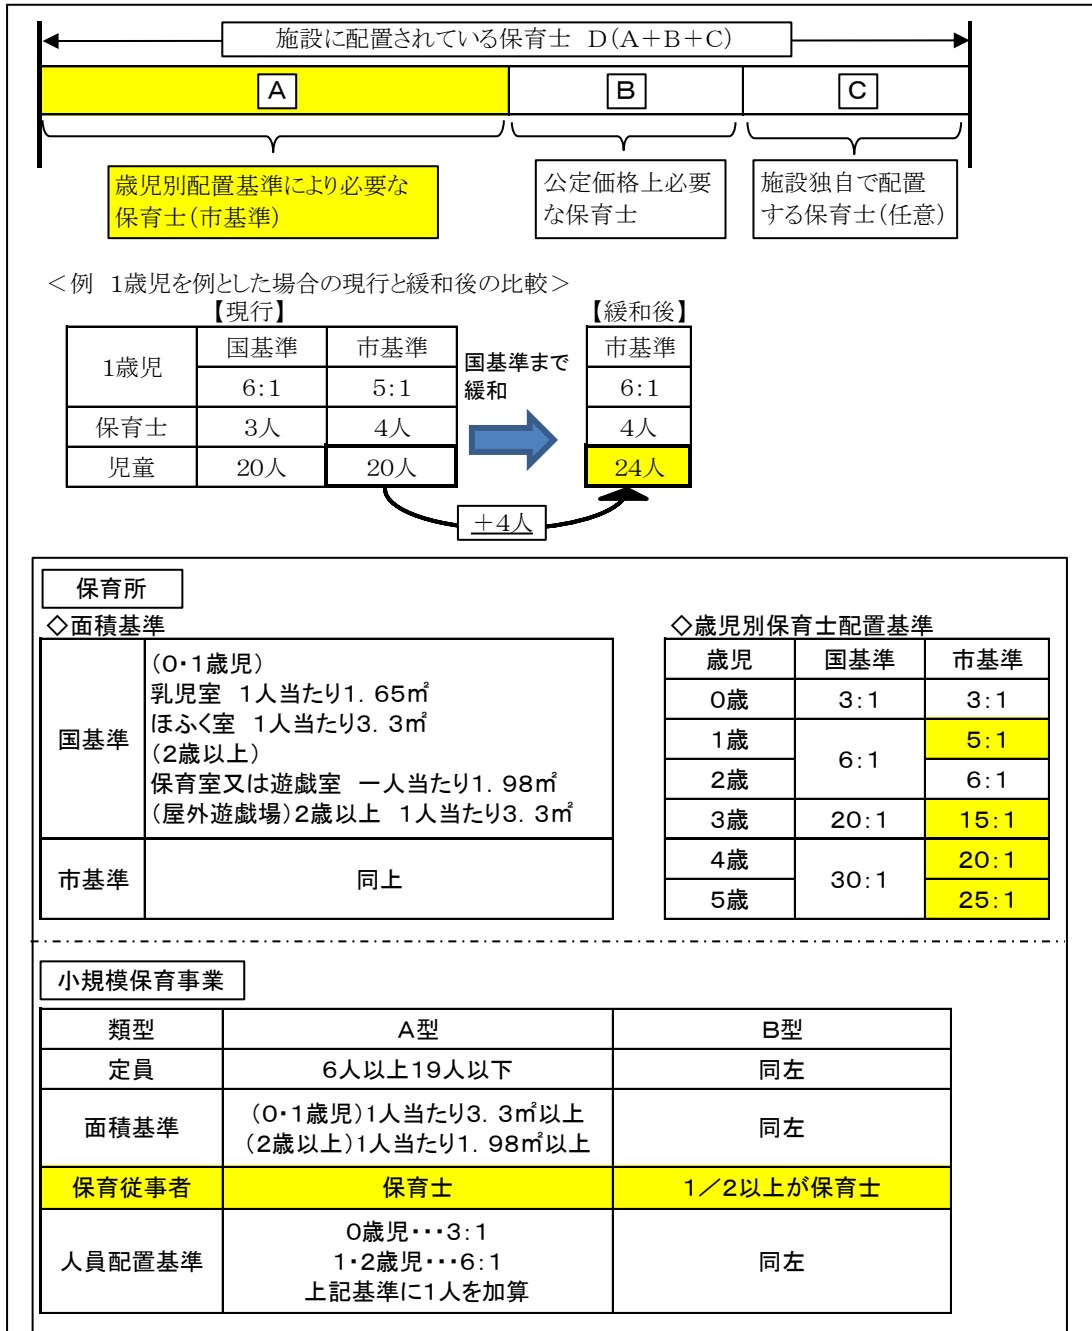 施設に配置されている保育士 D(A+B+C)
A B C
歳児別配置基準により必要な
保育士(市基準)
公定価格上必要
な保育士
施設独自で配置
する保育士(任意)
<例 1歳児を例とした場合の現行と緩和後の比較>
【現行】 【緩和後】
1歳児 国基準 市基準 市基準
6:1 5:1 6:1
国基準まで
緩和
保育士 3人 4人 4人
児童 20人 20人 24人
+4人
保育所
◇面積基準
国基準
(0・1歳児)
乳児室 1人当たり1.65㎡
ほふく室 1人当たり3.3㎡
(2歳以上)
保育室又は遊戯室 一人当たり1.98㎡
(屋外遊戯場)2歳以上 1人当たり3.3㎡
市基準 同上
◇歳児別保育士配置基準
歳児 国基準 市基準
0歳 3:1 3:1
1歳 6:1 5:1
2歳 6:1
3歳 20:1 15:1
4歳 30:1 20:1
5歳 25:1
小規模保育事業
類型 A型 B型
定員 6人以上19人以下 同左
面積基準 (0・1歳児)1人当たり3.3㎡以上 同左
(2歳以上)1人当たり1.98㎡以上
保育従事者 保育士 1/2以上が保育士
人員配置基準 0歳児・・・3:1 同左
1・2歳児・・・6:1
上記基準に1人を加算